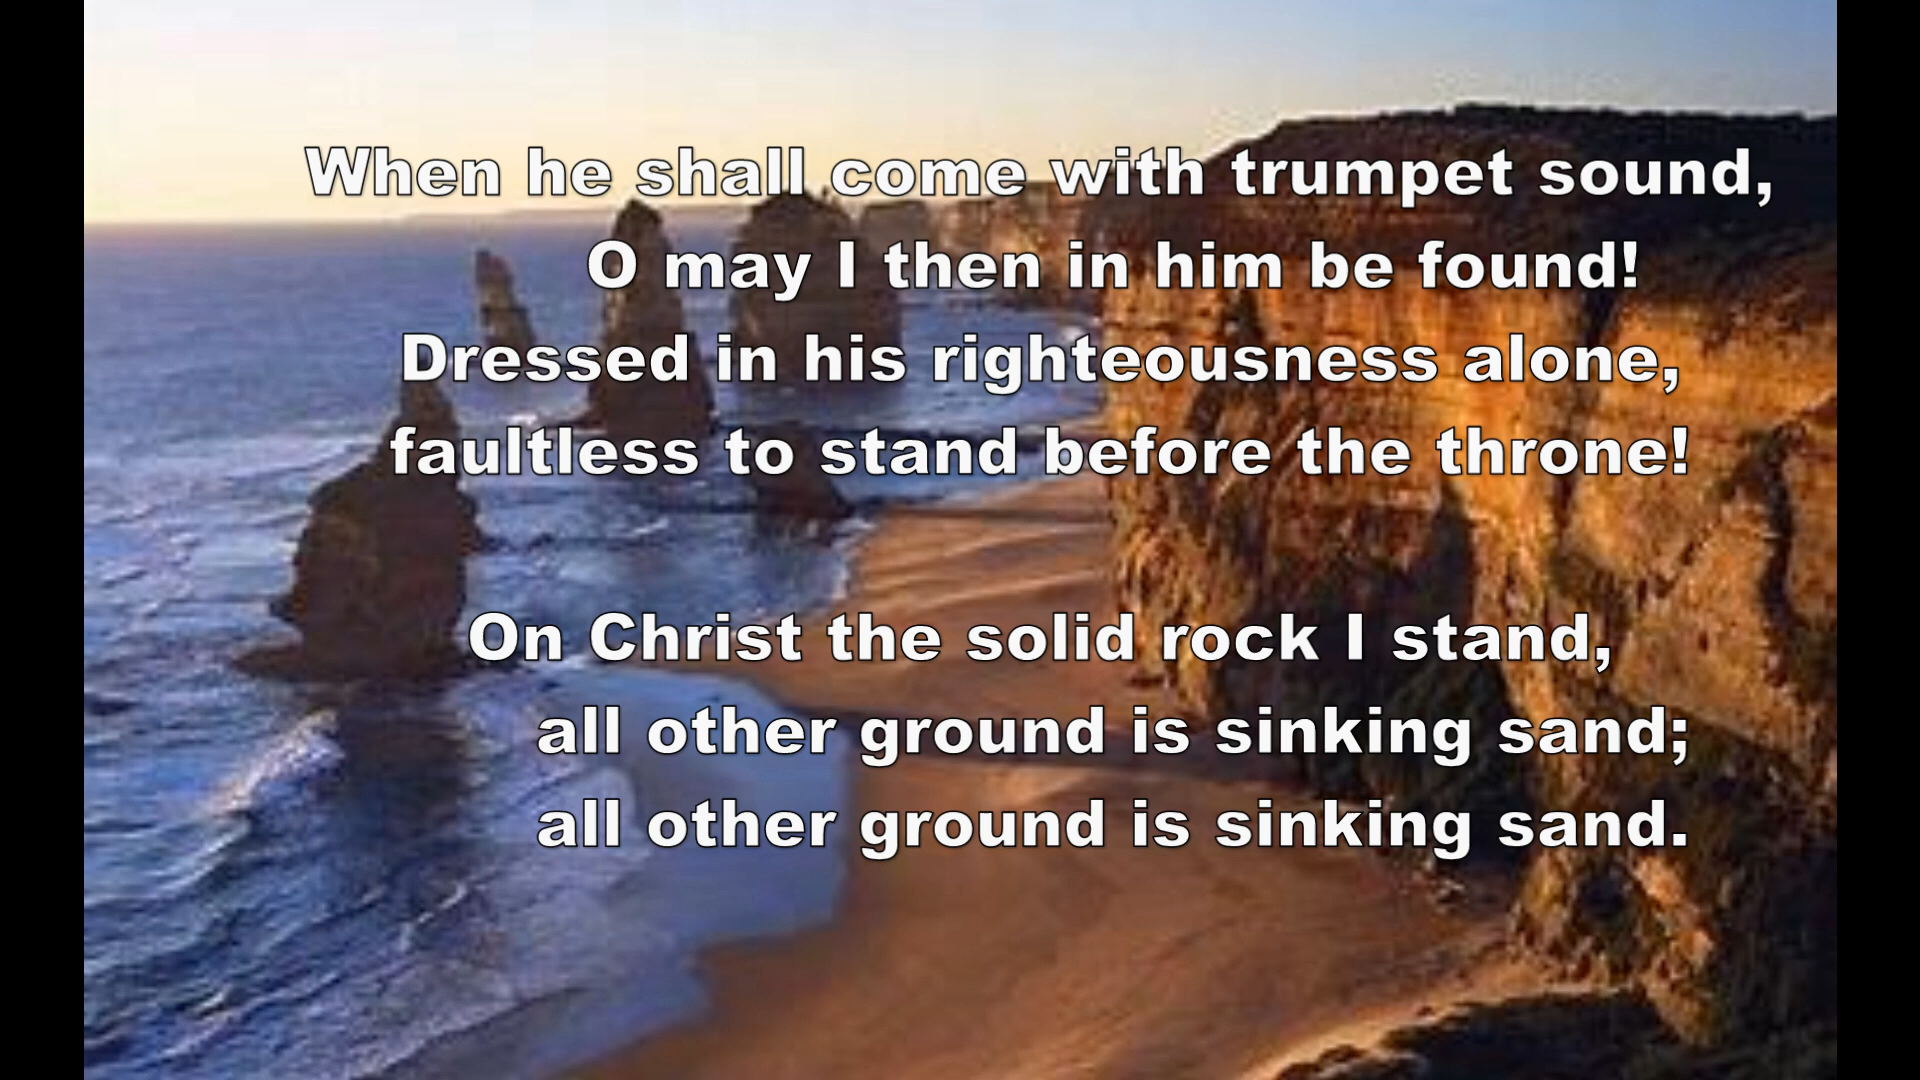 When he shall come with trumpet sound,
O may I then in him be found!
Dressed in his righteousness alone,
faultless to stand before the throne!
On Christ the solid rock I stand,
all other ground is sinking sand;
all other ground is sinking sand.